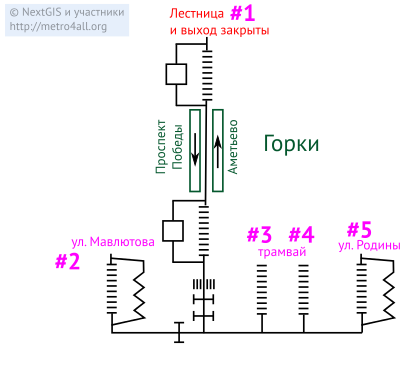 © NextGIS и участники
http://metro4all.org
Лестница #1
и выход закрыты
Проспект
Победы
Аметьево
Горки
ул. Мавлютова
#2
#3 #4
трамвай
#5
ул. Родины